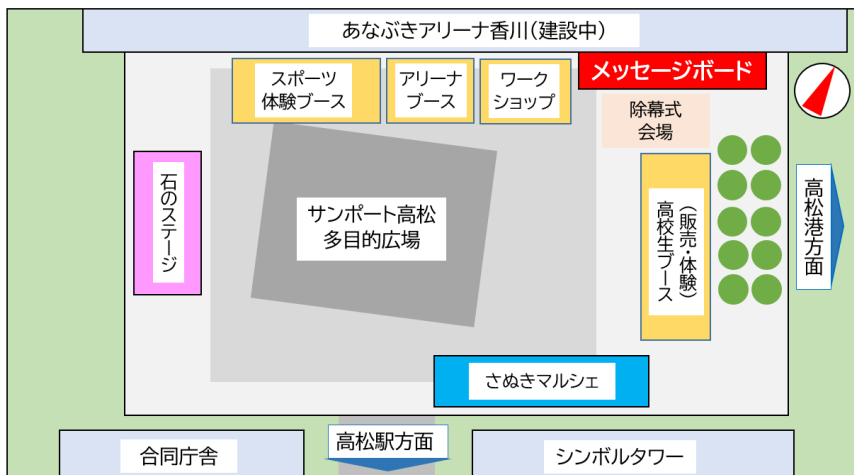 あなぶきアリーナ香川(建設中)
スポーツ
体験ブース
アリーナ
ブース
ワーク
ショップ
メッセージボード
除幕式
会場
石のステージ
サンポート高松
多目的広場
(販売・体験)
高校生ブース
高松港方面
さぬきマルシェ
合同庁舎
高松駅方面
シンボルタワー